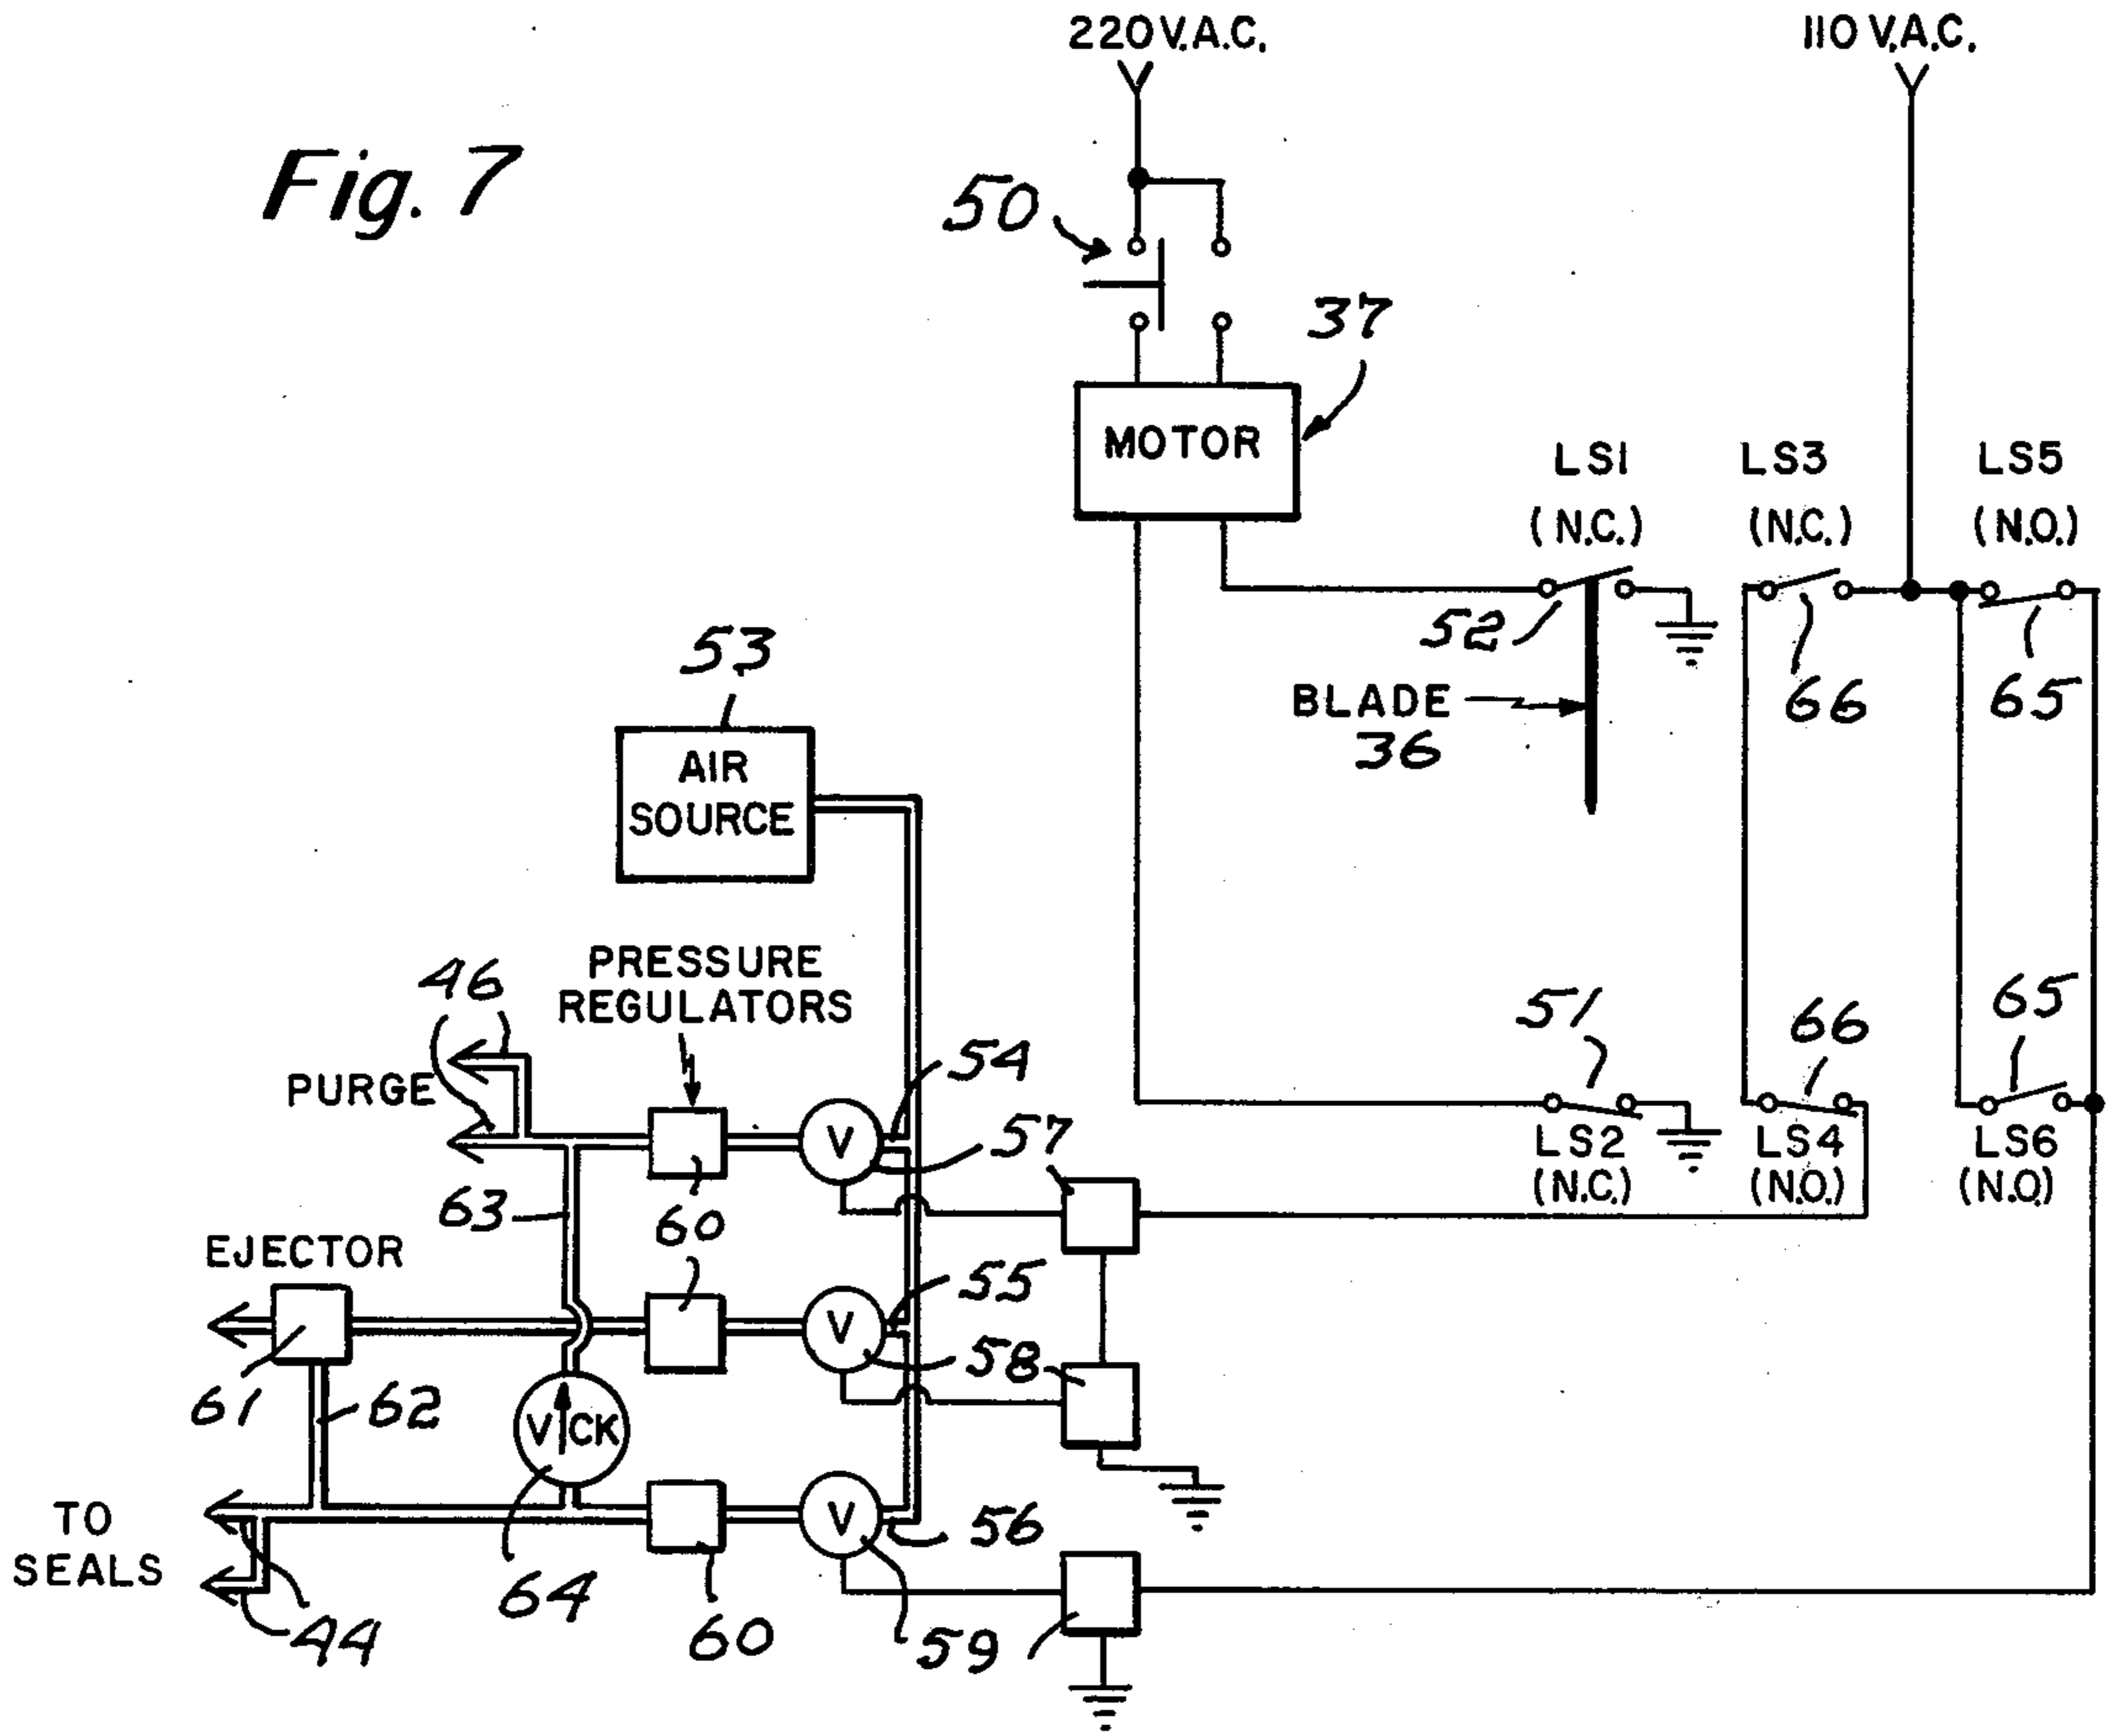 220 V.A.C.
110 V.A.C.
Fig. 7
50
37
MOTOR
LS1
(N.C.)
LS3
(N.C.)
LS5
(N.O.)
52
66
65
53
BLADE
36
AIR
SOURCE
46
PRESSURE
REGULATORS
51
66
65
54
PURGE
57
LS2
(N.C.)
LS4
(N.O.)
LS6
(N.O.)
63
60
EJECTOR
55
58
61
62
V CK
V
V
V
TO
SEALS
56
64
60
59
44